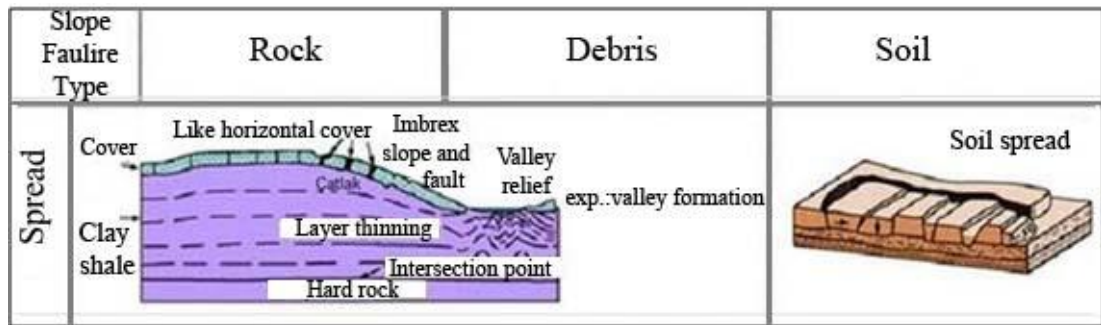 Slope
Faulire
Type
Rock
Debris
Soil
Spread
Cover
Like horizontal cover
Imbrex
slope and
fault
Valley
relief
exp.:valley formation
Soil spread
Çatlak
Clay
shale
Layer thinning
Intersection point
Hard rock